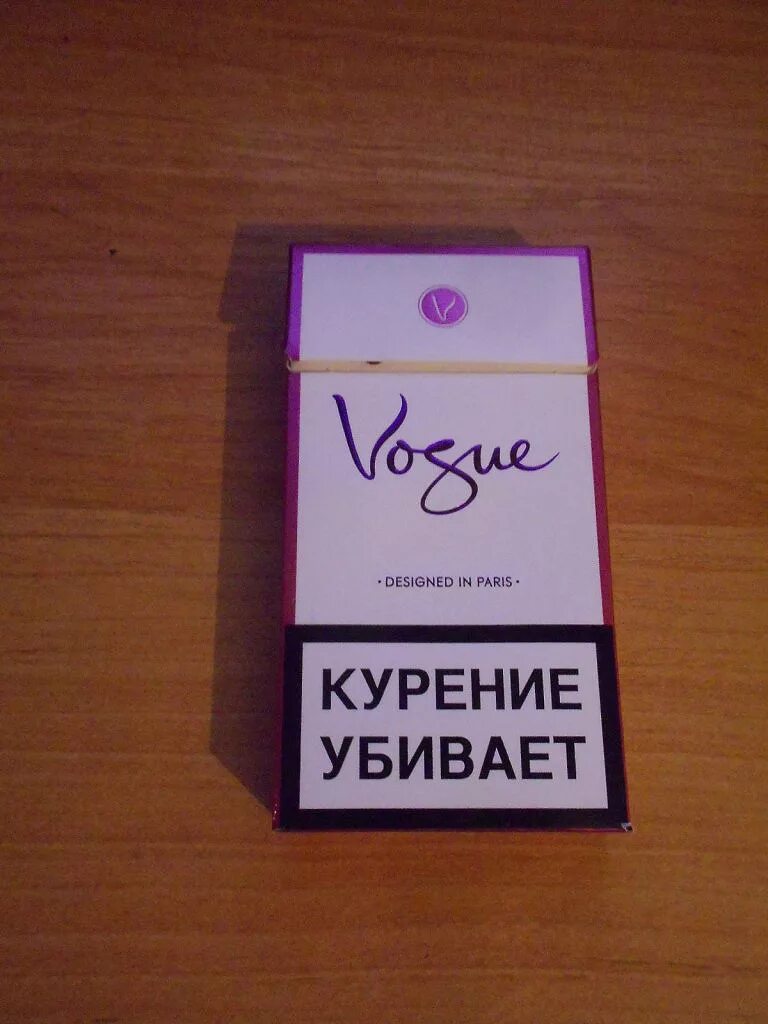 V
Vogue
· DESIGNED IN PARIS ·
КУРЕНИЕ
УБИВАЕТ